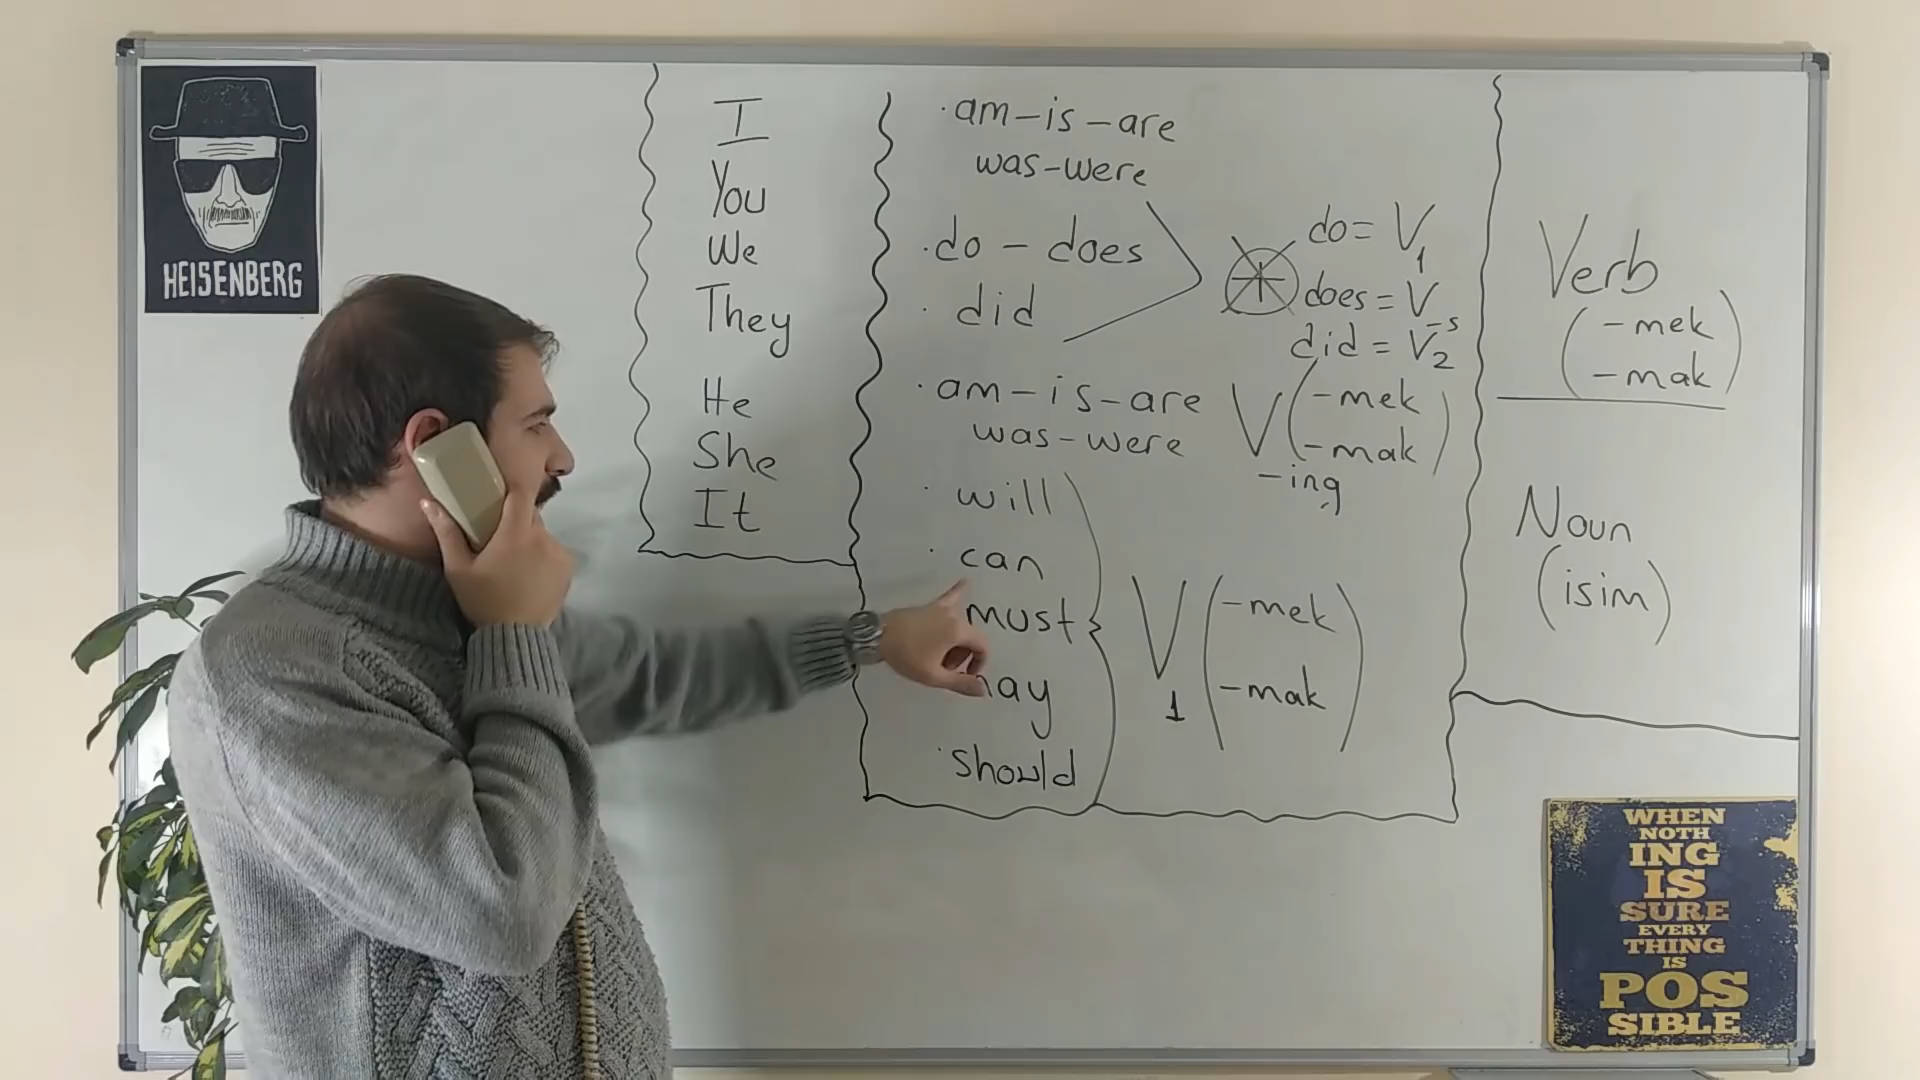 HEISENBERG
I
You
We
They
He
She
It
am-is-are
was-were
do - does
did
do = V1
does = V-s
did = V2
am-is-are
was-were
V (-mek
-mak)
-ing
will
can
must
should
V1 (-mek
-mak)
Verb
(-mek
-mak)
Noun
(isim)
WHEN
NOTH
ING
IS
SURE
EVERY
THING
IS
POS
SIBLE